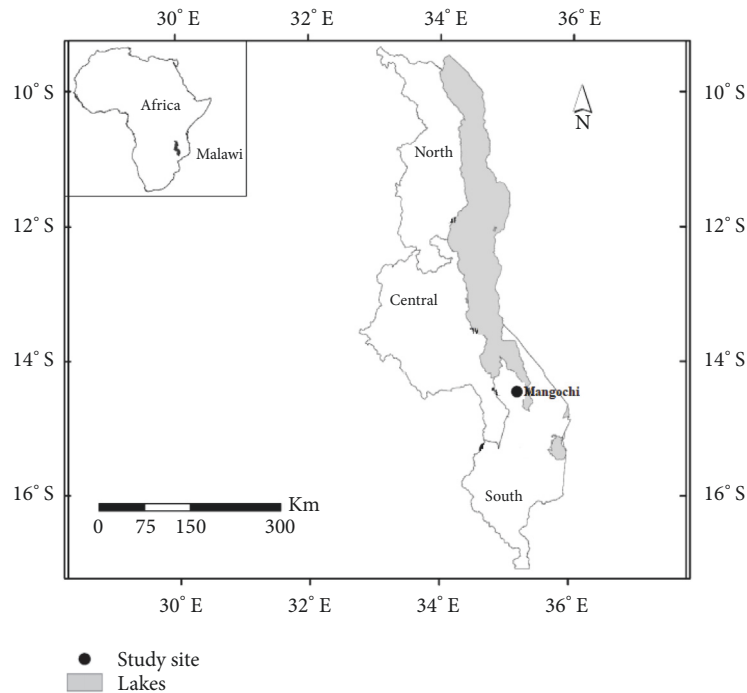 30° E 32° E 34° E 36° E
10° S 10° S
Africa
Malawi
N
North
12° S 12° S
Central
14° S 14° S
Mangochi
16° S 16° S
South
Km
0 75 150 300
30° E 32° E 34° E 36° E
Study site
Lakes